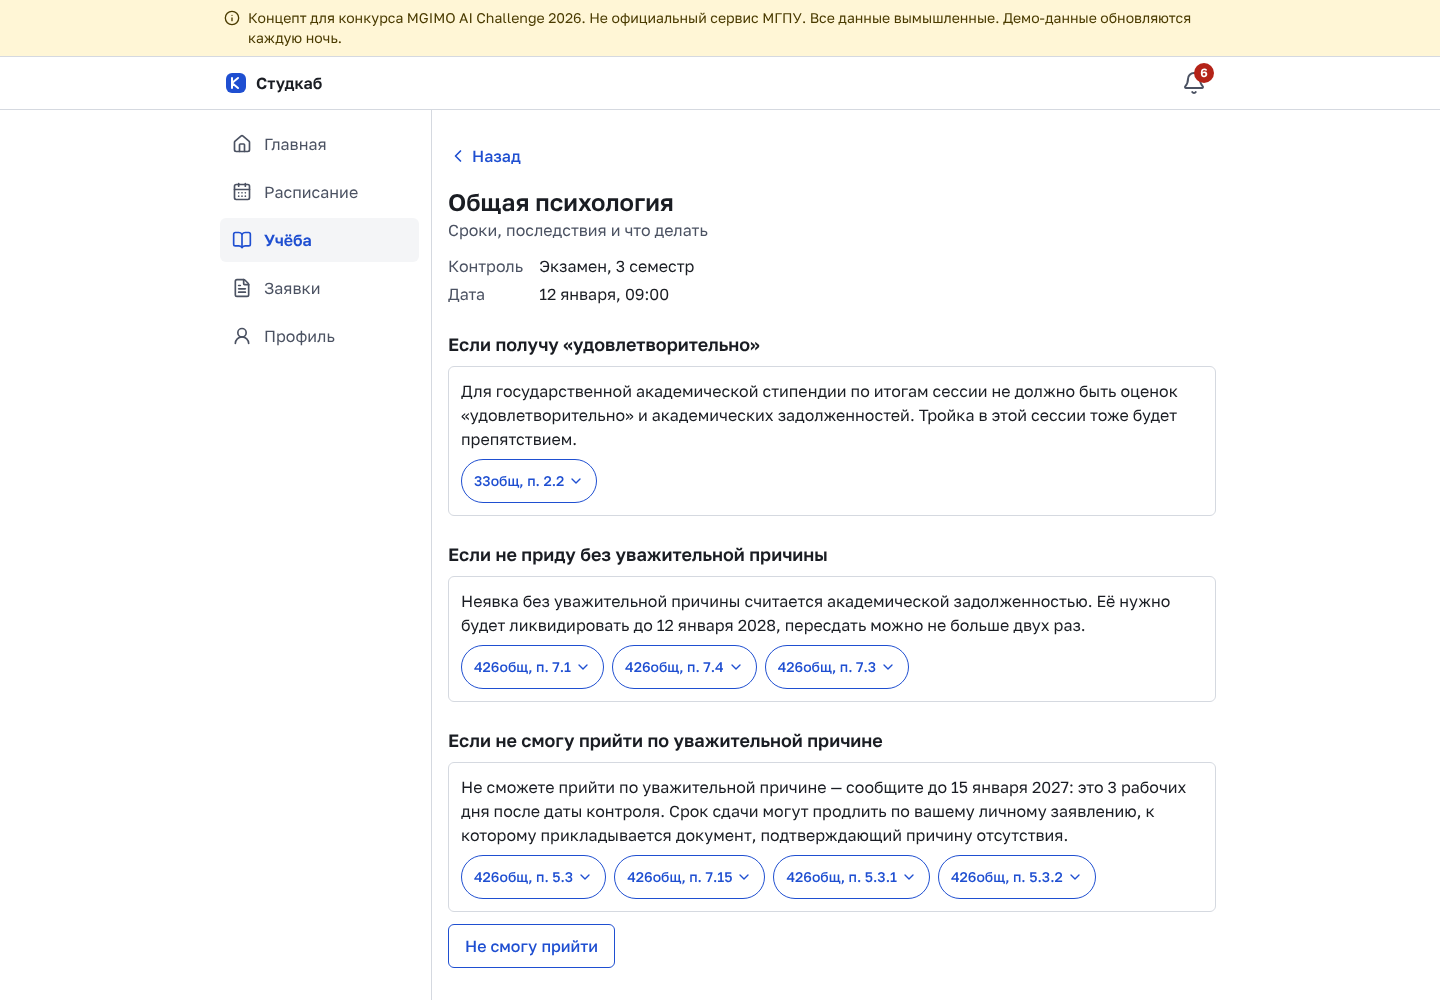 Концепт для конкурса MGIMO AI Challenge 2026. Не официальный сервис МГПУ. Все данные вымышленные. Демо-данные обновляются
каждую ночь.
Студкаб
6
Главная
Расписание
Учёба
Заявки
Профиль
Назад
Общая психология
Сроки, последствия и что делать
Контроль Экзамен, 3 семестр
Дата 12 января, 09:00
Если получу «удовлетворительно»
Для государственной академической стипендии по итогам сессии не должно быть оценок
«удовлетворительно» и академических задолженностей. Тройка в этой сессии тоже будет
препятствием.
33общ, п. 2.2
Если не приду без уважительной причины
Неявка без уважительной причины считается академической задолженностью. Её нужно
будет ликвидировать до 12 января 2028, пересдать можно не больше двух раз.
426общ, п. 7.1 426общ, п. 7.4 426общ, п. 7.3
Если не смогу прийти по уважительной причине
Не сможете прийти по уважительной причине — сообщите до 15 января 2027: это 3 рабочих
дня после даты контроля. Срок сдачи могут продлить по вашему личному заявлению, к
которому прикладывается документ, подтверждающий причину отсутствия.
426общ, п. 5.3 426общ, п. 7.15 426общ, п. 5.3.1 426общ, п. 5.3.2
Не смогу прийти